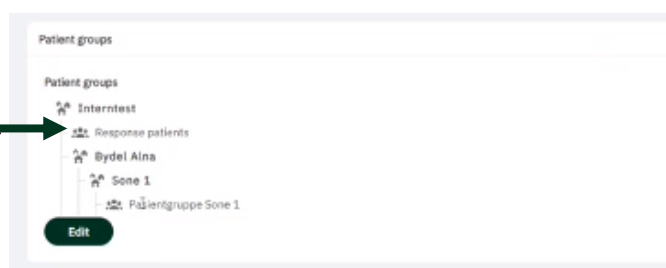 Patient groups
Patient groups
Interntest
Response patients
Bydel Alna
Sone 1
Pasientgruppe Sone 1
Edit